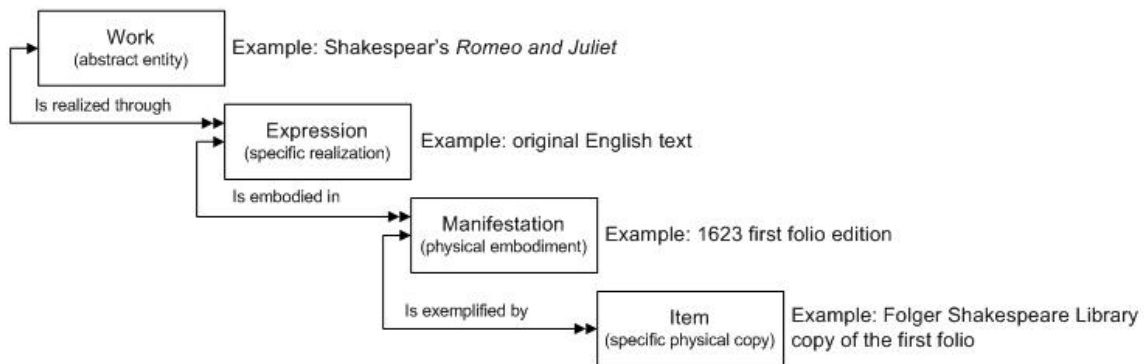 Work
(abstract entity)
Example: Shakespear's Romeo and Juliet
Is realized through
Expression
(specific realization)
Example: original English text
Is embodied in
Manifestation
(physical embodiment)
Example: 1623 first folio edition
Is exemplified by
Item
(specific physical copy)
Example: Folger Shakespeare Library
copy of the first folio